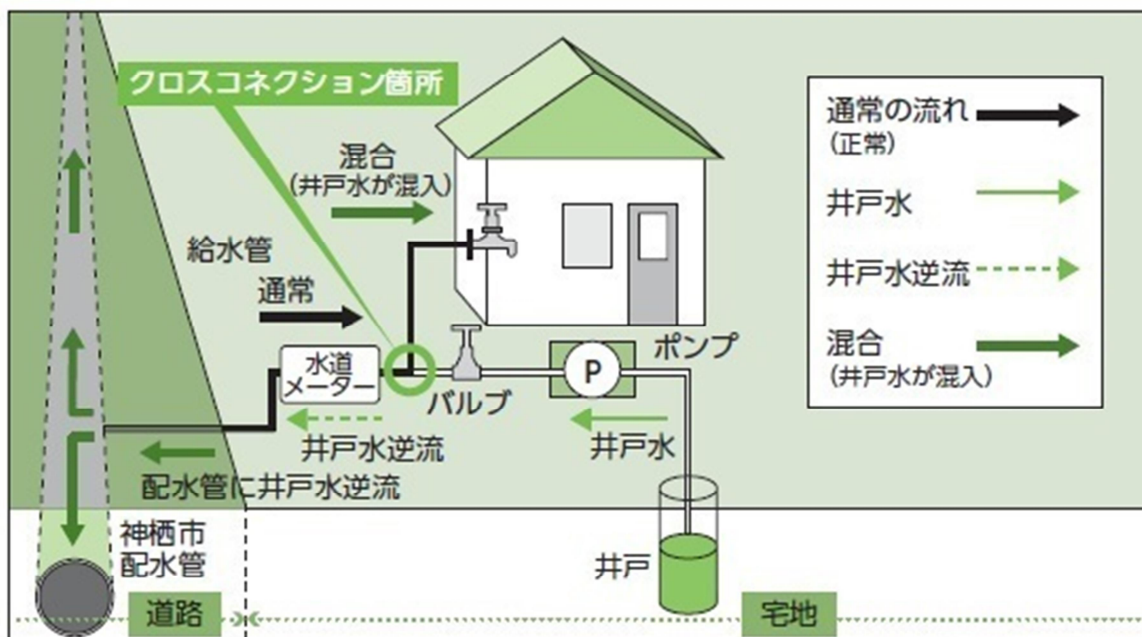 クロスコネクション箇所
混合
（井戸水が混入）
給水管
通常
水道
メーター
バルブ
P
ポンプ
井戸水逆流
井戸水
配水管に井戸水逆流
神栖市
配水管
井戸
道路
宅地
通常の流れ
（正常）
井戸水
井戸水逆流
混合
（井戸水が混入）